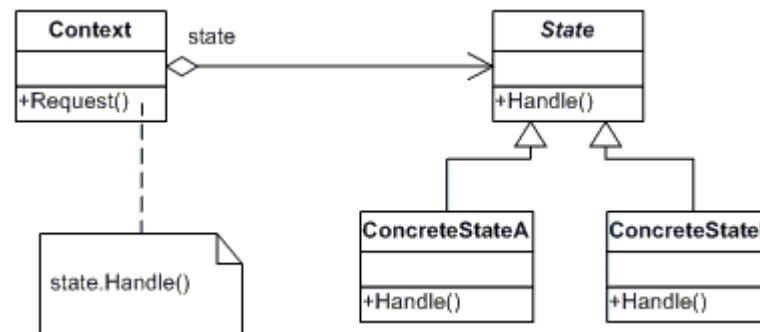 Context
state
State
+Request()
+Handle()
state.Handle()
ConcreteStateA
+Handle()
+Handle()